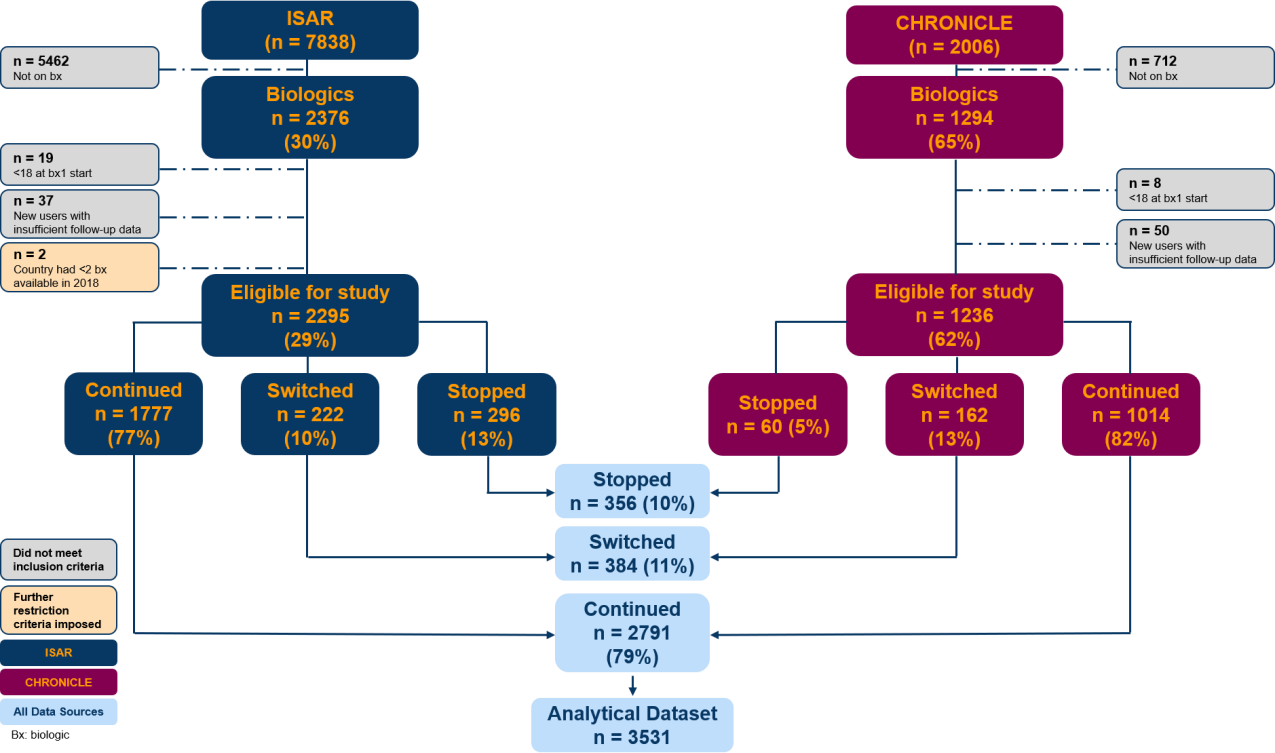 ISAR
(n = 7838)
n = 5462
Not on bx
Biologics
n = 2376
(30%)
n = 19
<18 at bx1 start
n = 37
New users with
insufficient follow-up data
n = 2
Country had <2 bx
available in 2018
Eligible for study
n = 2295
(29%)
Continued
n = 1777
(77%)
Switched
n = 222
(10%)
Stopped
n = 296
(13%)
CHRONICLE
(n = 2006)
n = 712
Not on bx
Biologics
n = 1294
(65%)
n = 8
<18 at bx1 start
n = 50
New users with
insufficient follow-up data
Eligible for study
n = 1236
(62%)
Stopped
n = 60 (5%)
Switched
n = 162
(13%)
Continued
n = 1014
(82%)
Stopped
n = 356 (10%)
Switched
n = 384 (11%)
Continued
n = 2791
(79%)
Analytical Dataset
n = 3531
Did not meet
inclusion criteria
Further
restriction
criteria imposed
ISAR
CHRONICLE
All Data Sources
Bx: biologic